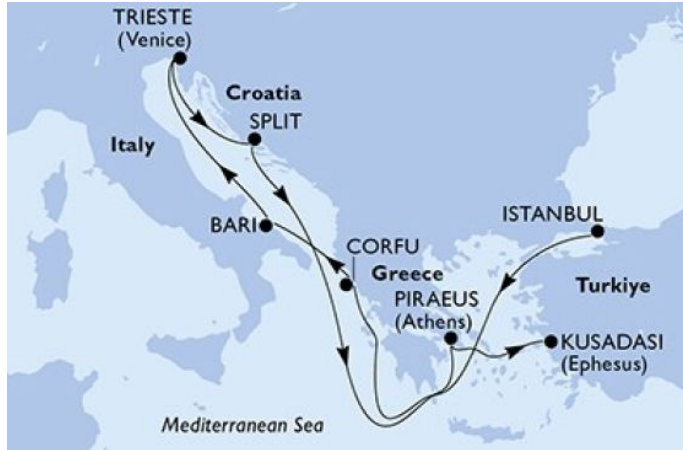 TRIESTE
(Venice)
Croatia
SPLIT
Italy
BARI
CORFU
Greece
PIRAEUS
(Athens)
ISTANBUL
Turkiye
KUSADASI
(Ephesus)
Mediterranean Sea